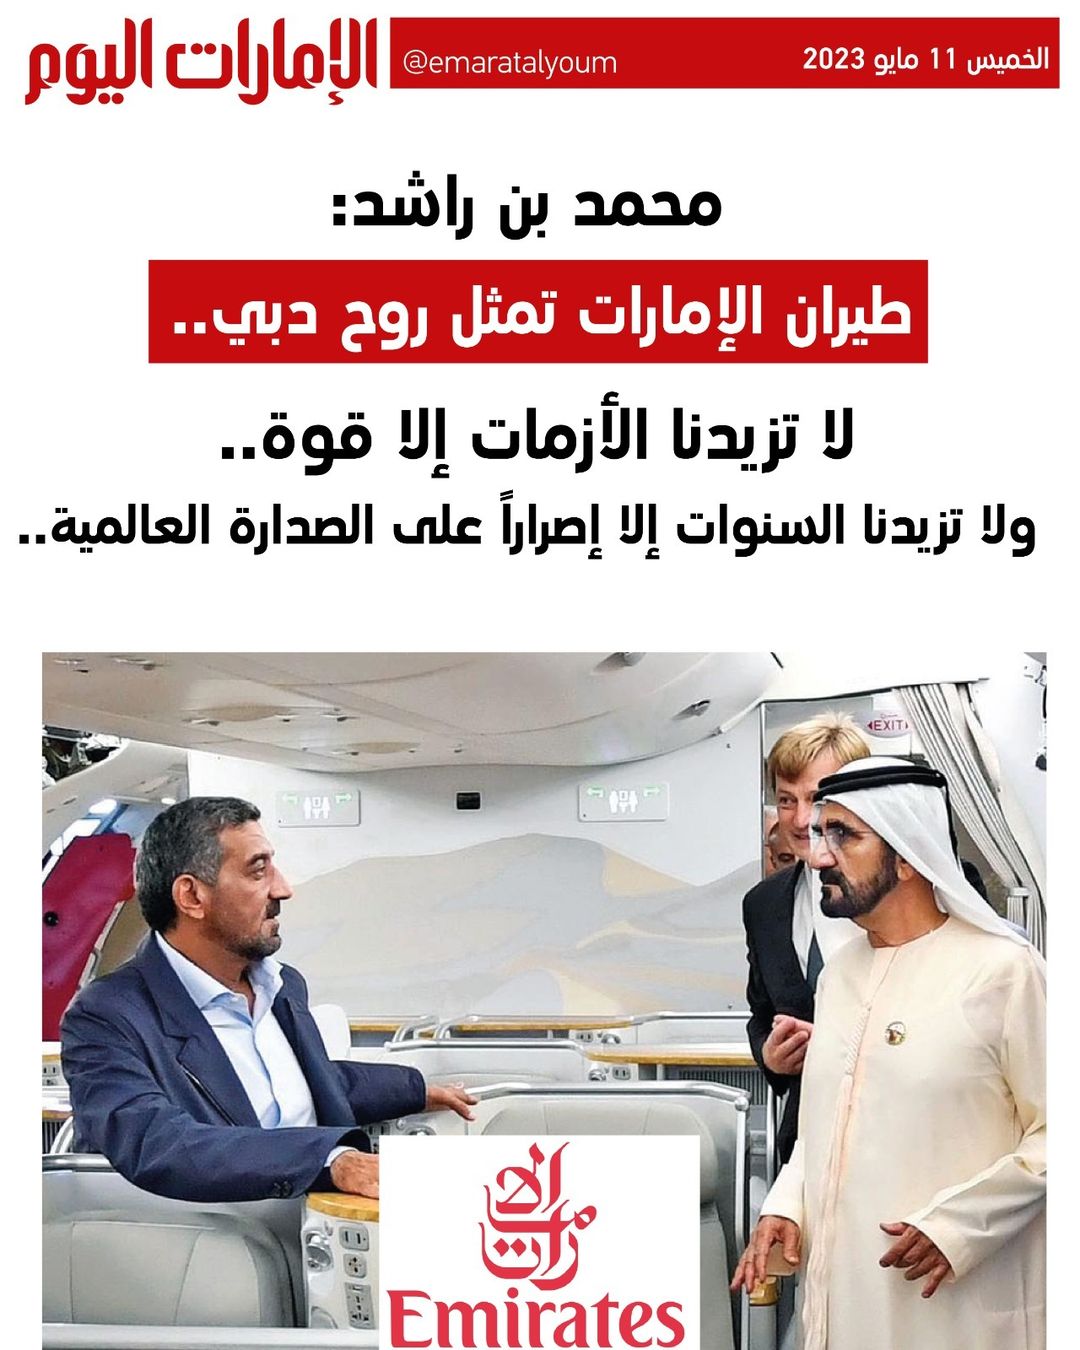 الإمارات اليوم
@emaratalyoum
الخميس 11 مايو 2023
محمد بن راشد:
طيران الإمارات تمثل روح دبي..
لا تزيدنا الأزمات إلا قوة..
ولا تزيدنا السنوات إلا إصراراً على الصدارة العالمية..
EXIT
الإمارات
Emirates